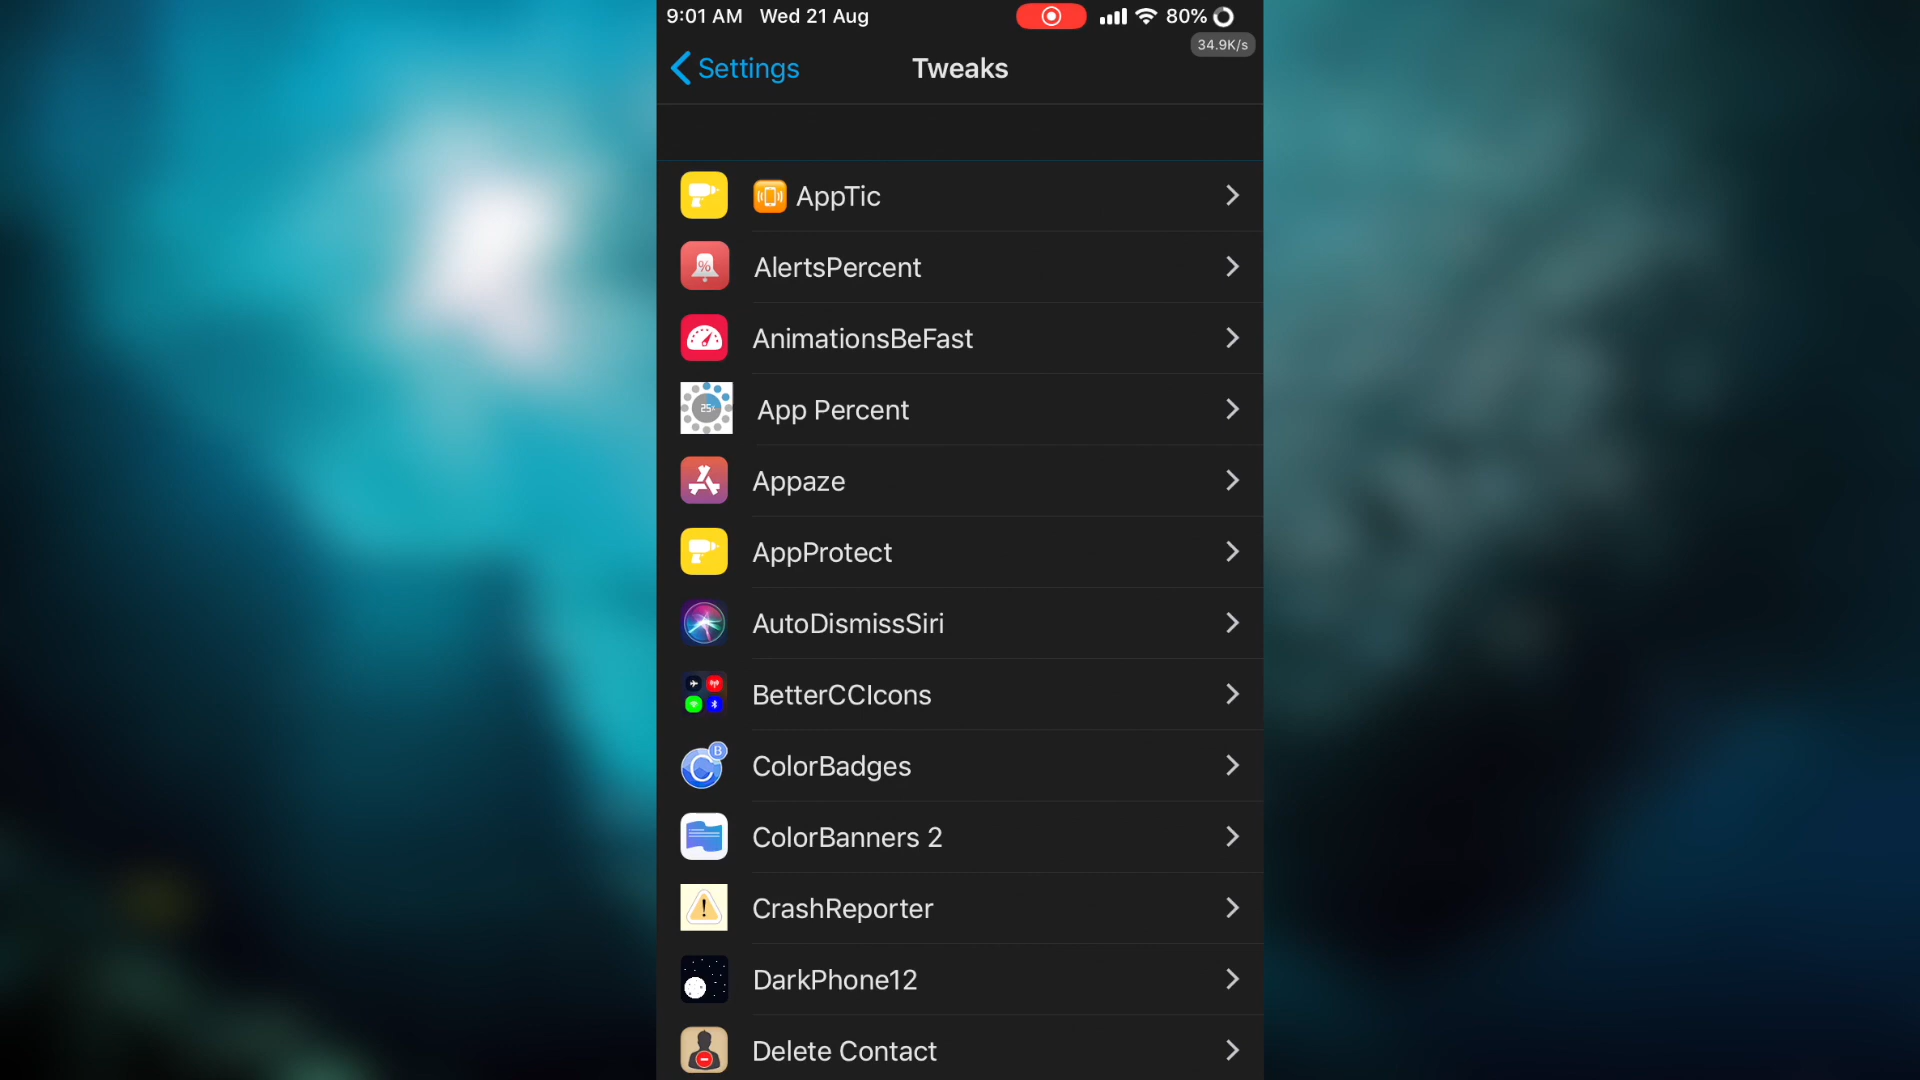 9:01 AM Wed 21 Aug 80%
34.9K/s
Settings Tweaks
AppTic
%
AlertsPercent
AnimationsBeFast
25%
App Percent
Appaze
AppProtect
AutoDismissSiri
BetterCCIcons
B
C
ColorBadges
ColorBanners 2
!
CrashReporter
DarkPhone12
Delete Contact